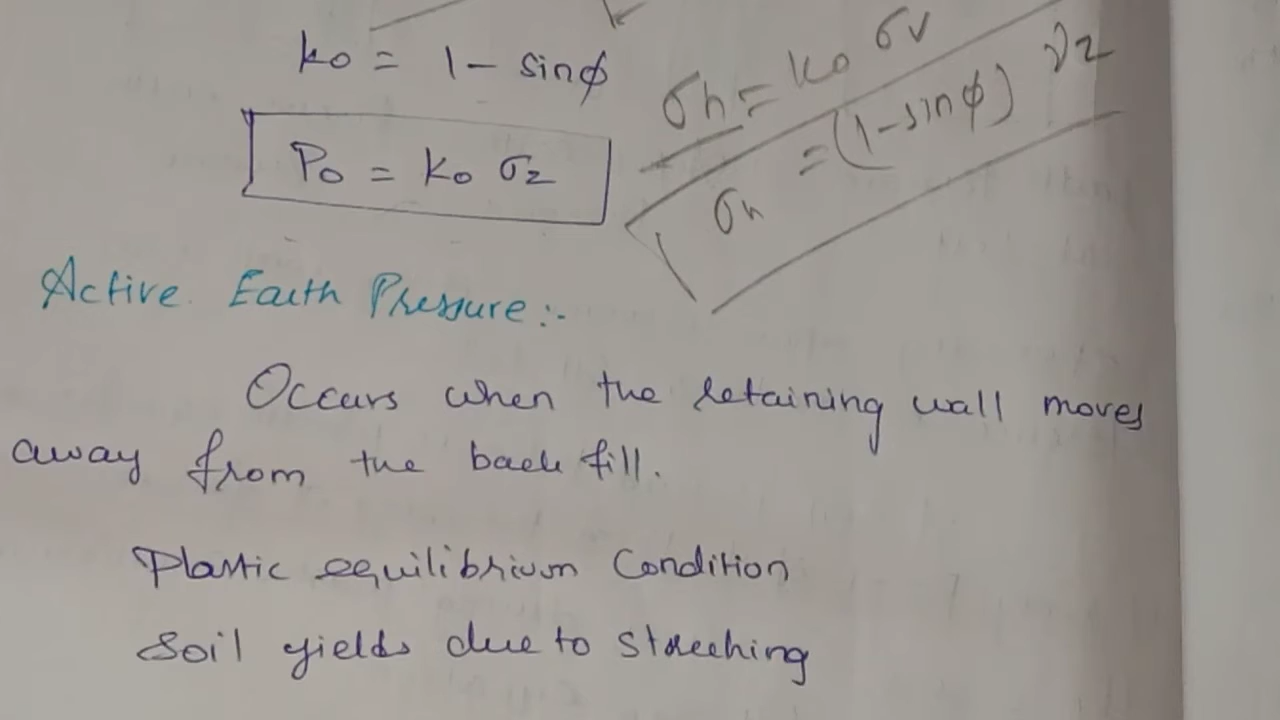 k₀ = 1 - sinϕ
P₀ = K₀ σz
σh = k₀ σv
= (1-sinϕ) γz
σh
Active Earth Pressure :-
Occurs when the retaining wall moves
away from the back fill.
Plastic equilibrium Condition
Soil yields due to streching